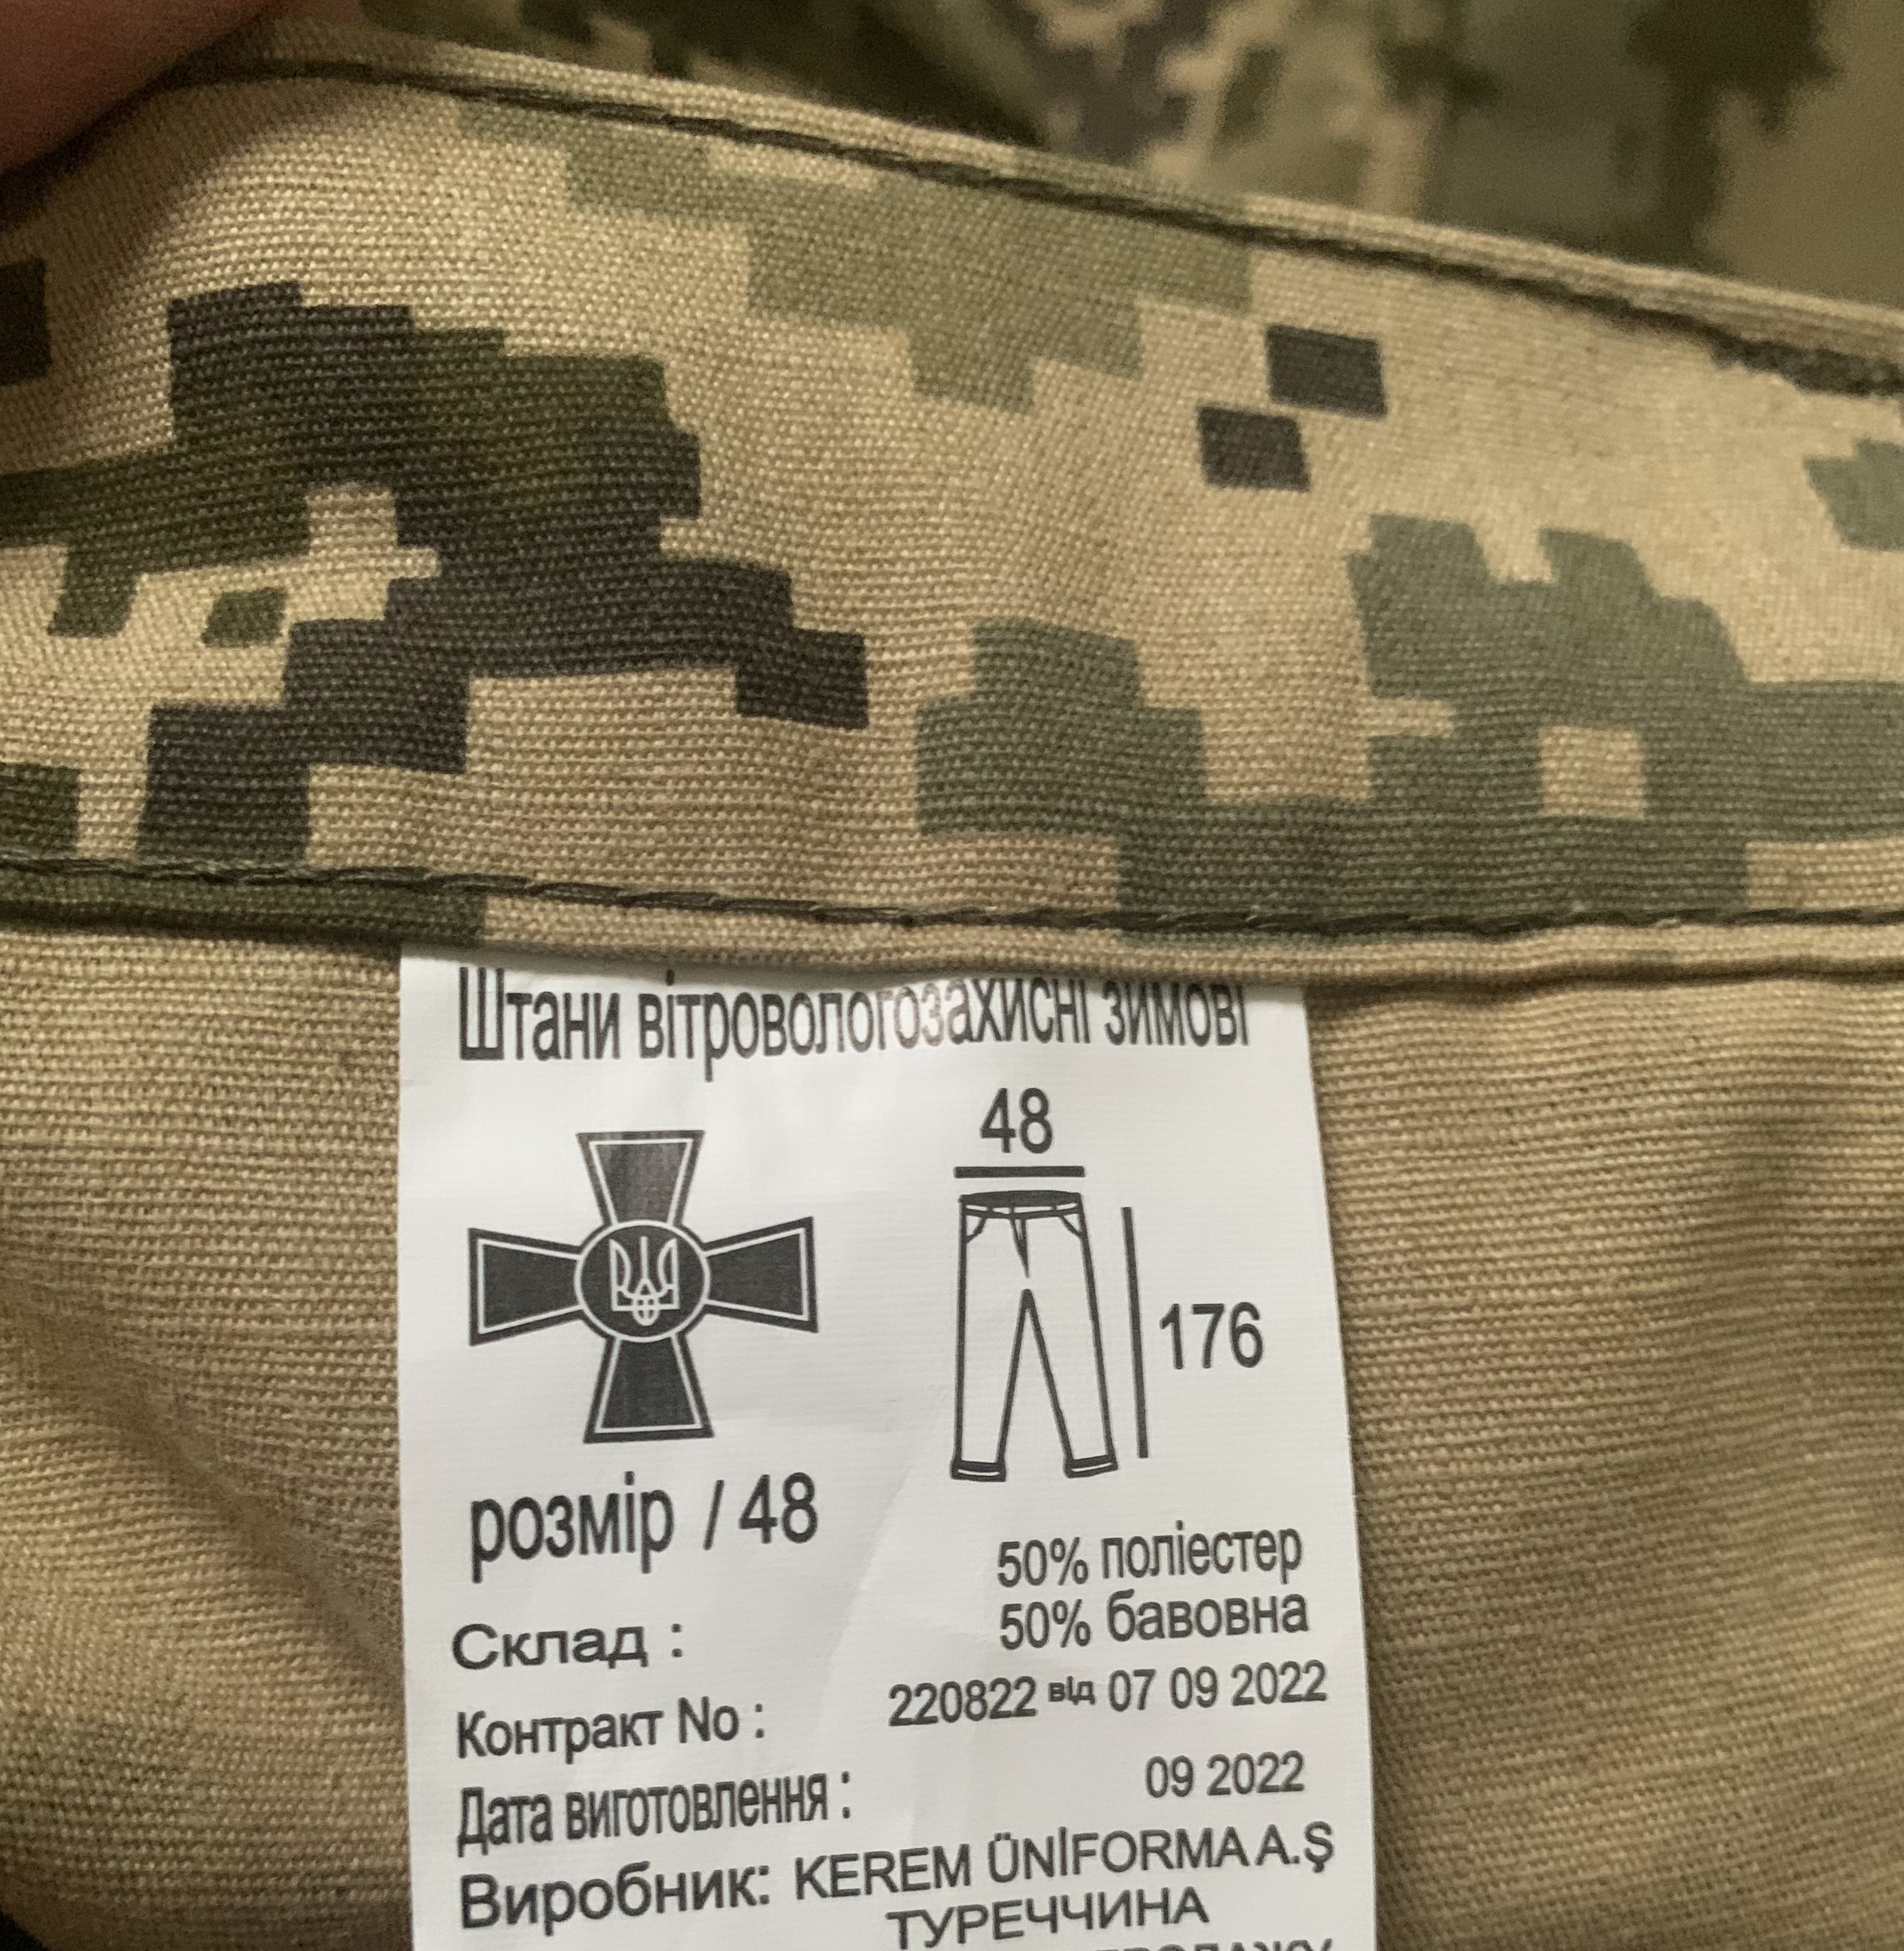 Штани вітровологозахисні зимові
48
176
розмір / 48
50% поліестер
Склад : 50% бавовна
Контракт No : 220822 від 07 09 2022
Дата виготовлення : 09 2022
Виробник: KEREM ÜNİFORMA A.Ş
ТУРЕЧЧИНА